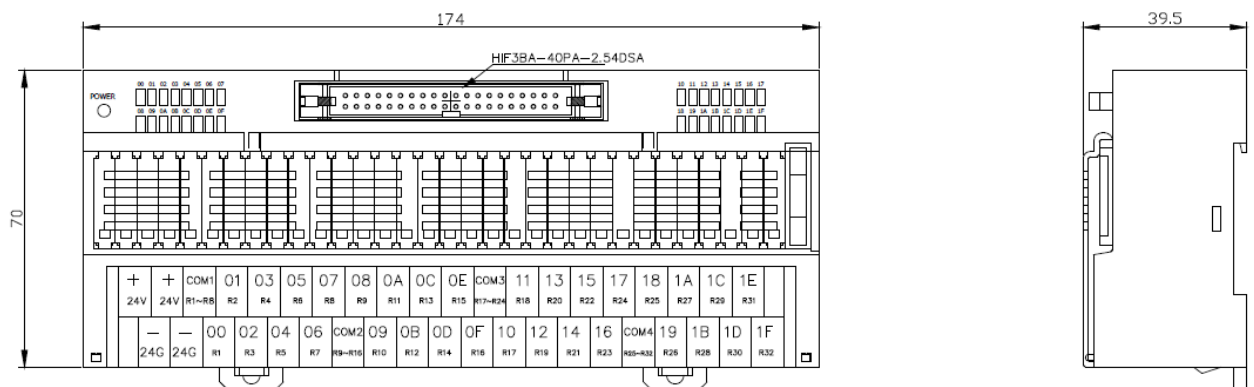 174
39.5
HIF3BA-40PA-2.54DSA
POWER
00 01 02 03 04 05 06 07
08 09 0A 0B 0C 0D 0E 0F
10 11 12 13 14 15 16 17
18 19 1A 1B 1C 1D 1E 1F
70
+ + COM1 01 03 05 07 08 0A 0C 0E COM3 11 13 15 17 18 1A 1C 1E
24V 24V R1~R8 R2 R4 R6 R8 R9 R11 R13 R15 R17~R24 R18 R20 R22 R24 R25 R27 R29 R31
- - 00 02 04 06 COM2 09 0B 0D 0F 10 12 14 16 COM4 19 1B 1D 1F
24G 24G R1 R3 R5 R7 R9~R16 R10 R12 R14 R16 R17 R19 R21 R23 R25~R32 R26 R28 R30 R32